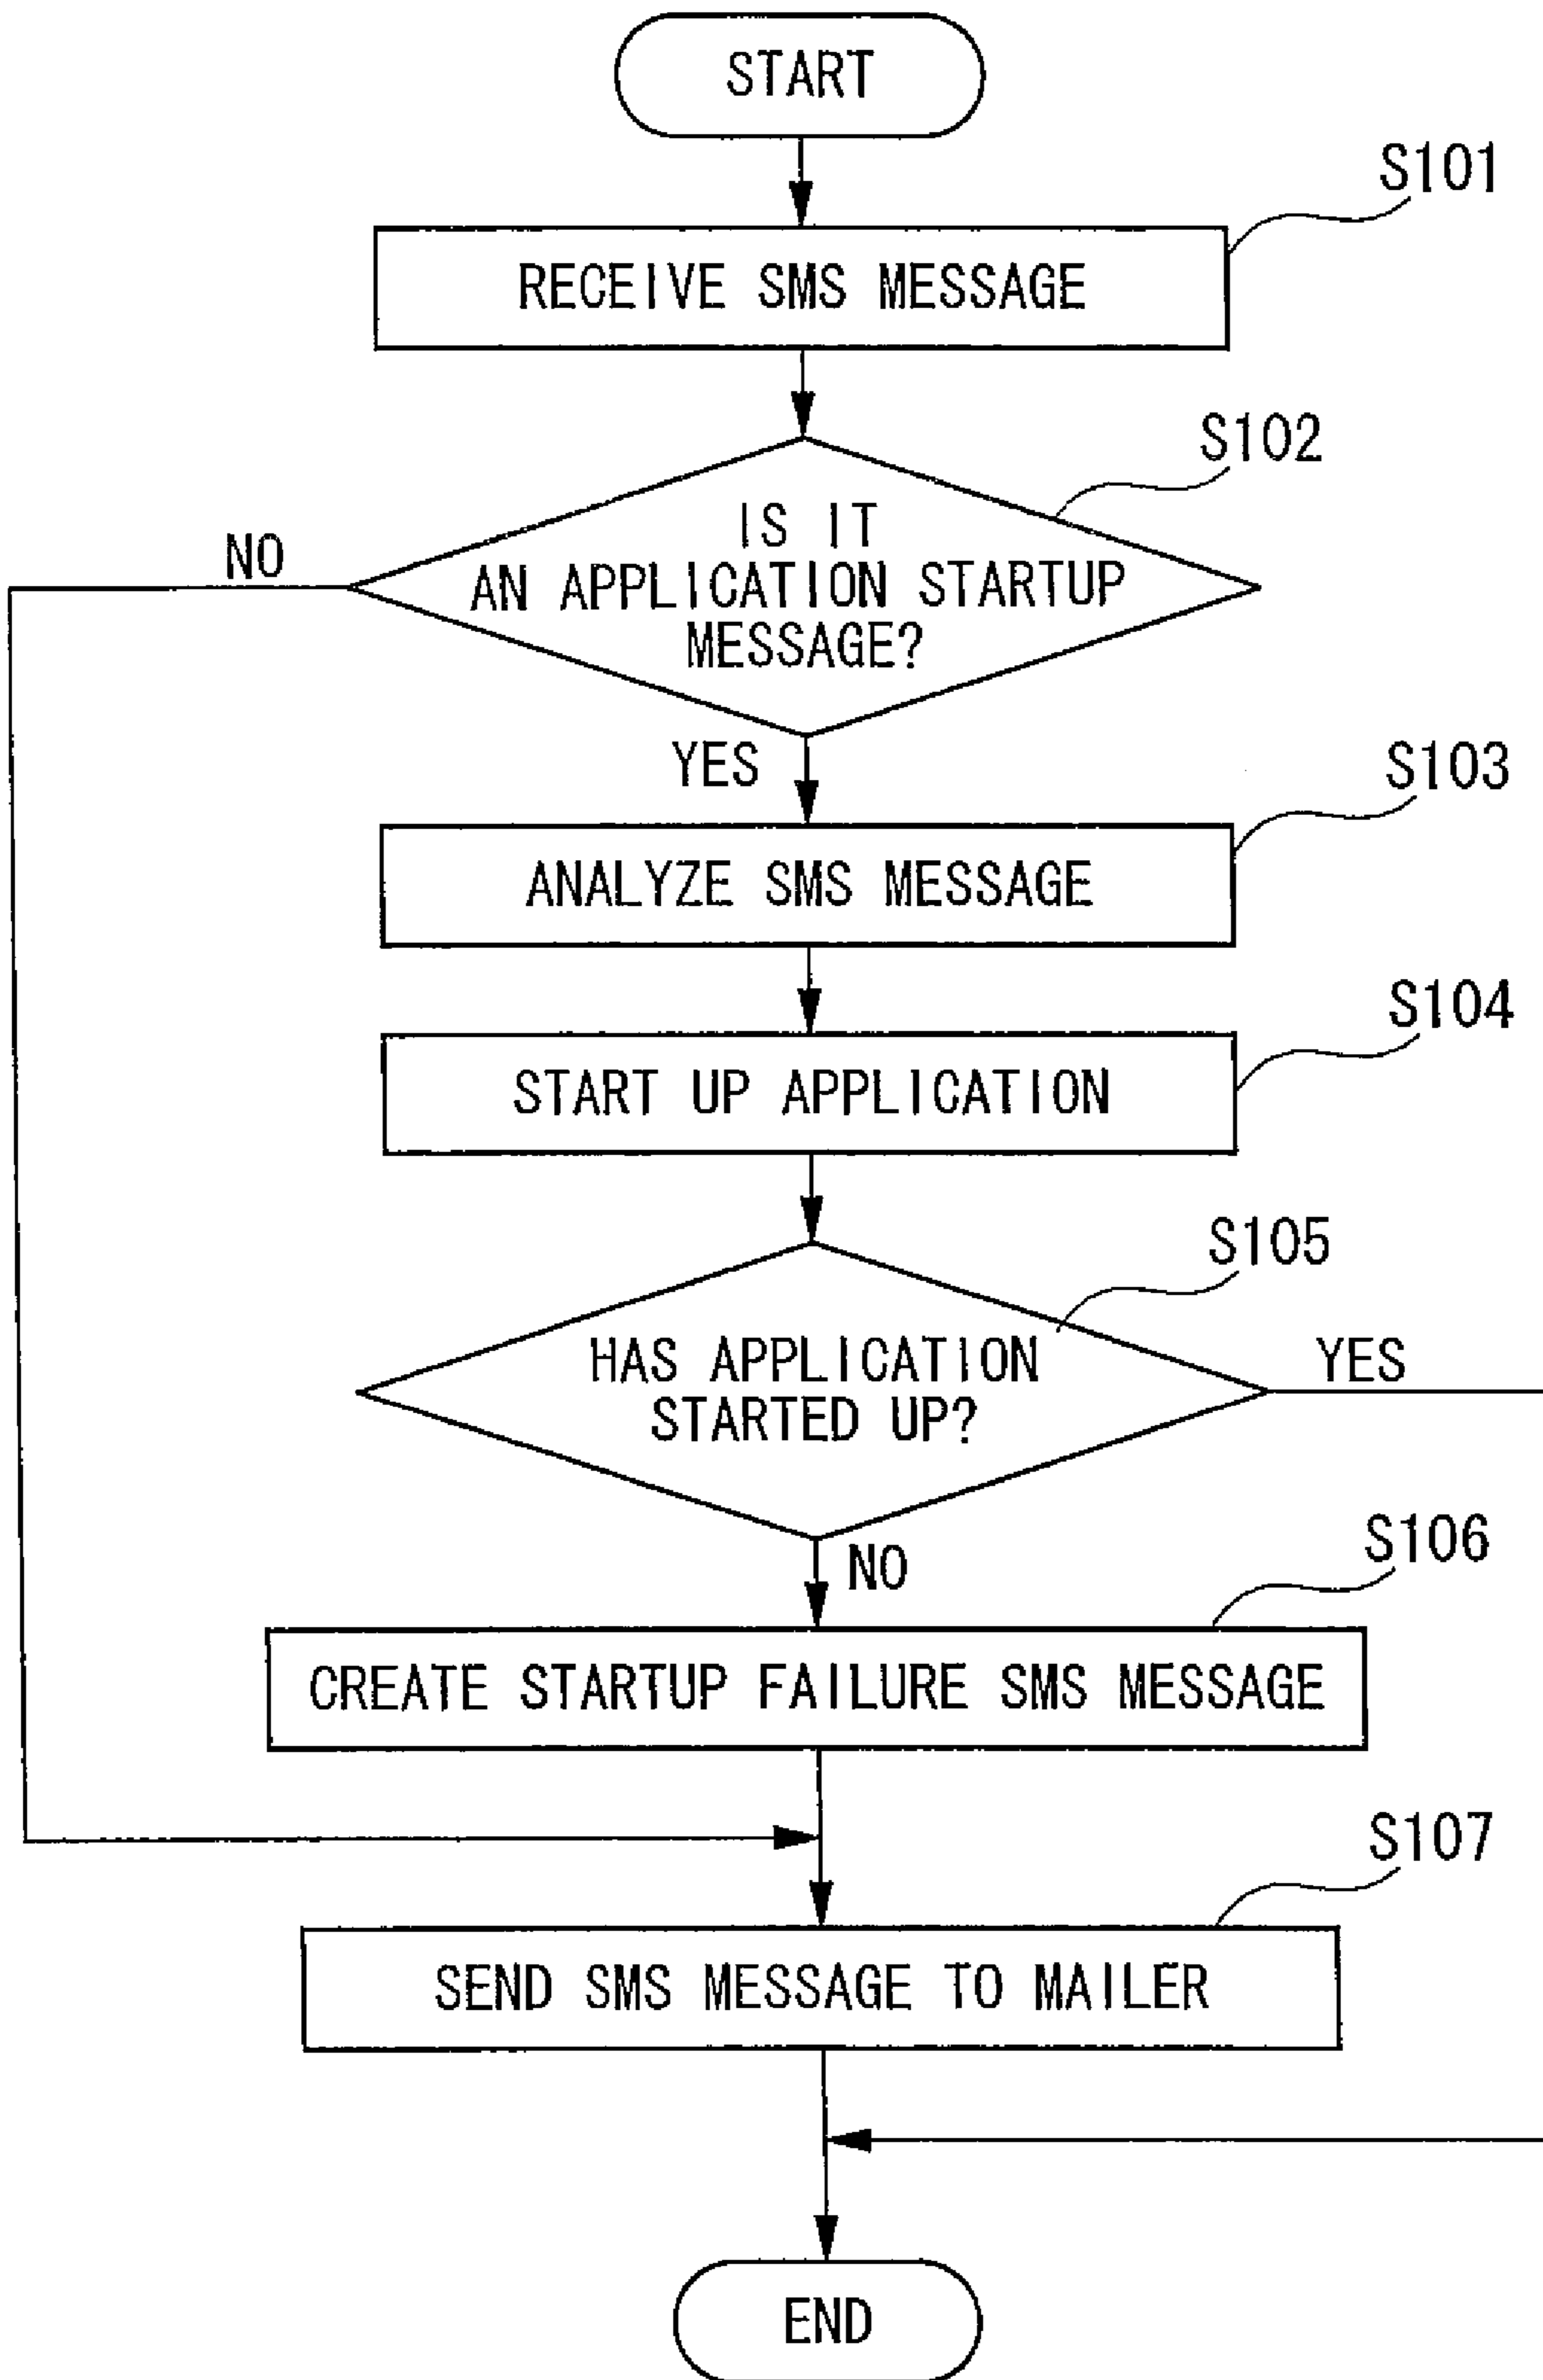 START
S101
RECEIVE SMS MESSAGE
S102
IS IT
AN APPLICATION STARTUP
MESSAGE?
NO
YES
S103
ANALYZE SMS MESSAGE
S104
START UP APPLICATION
S105
HAS APPLICATION
STARTED UP?
YES
NO
S106
CREATE STARTUP FAILURE SMS MESSAGE
S107
SEND SMS MESSAGE TO MAILER
END